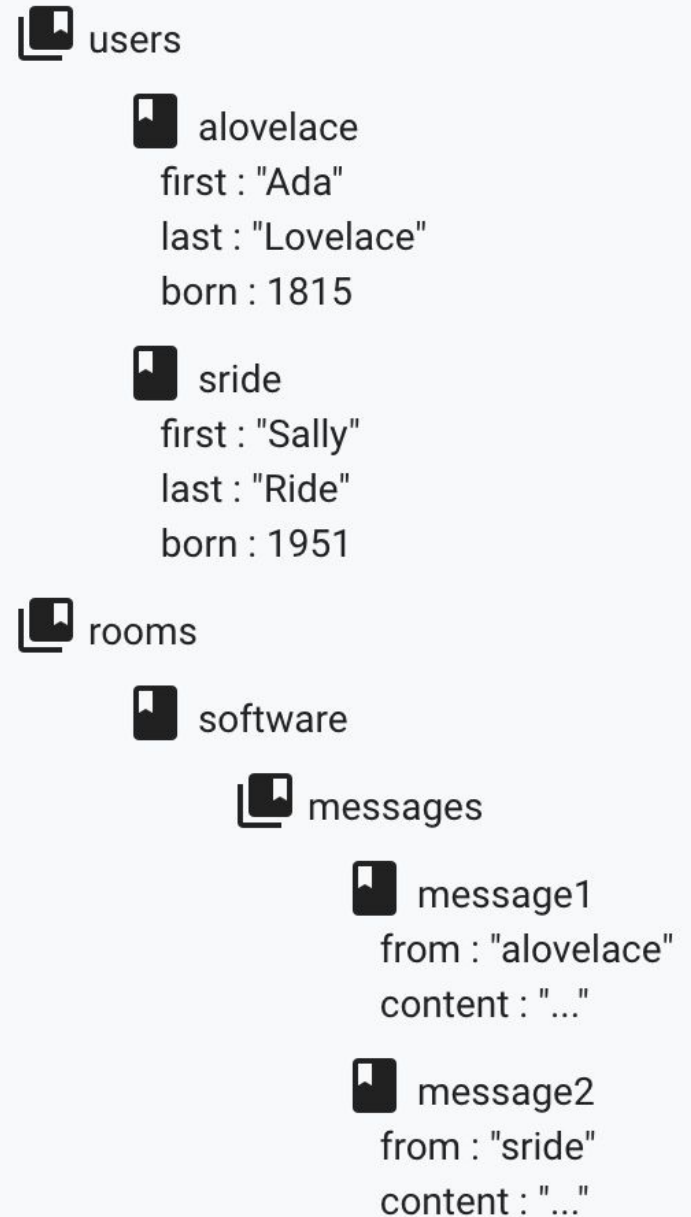 users
alovelace
first : "Ada"
last : "Lovelace"
born : 1815
sride
first : "Sally"
last : "Ride"
born : 1951
rooms
software
messages
message1
from : "alovelace"
content : "..."
message2
from : "sride"
content : "..."